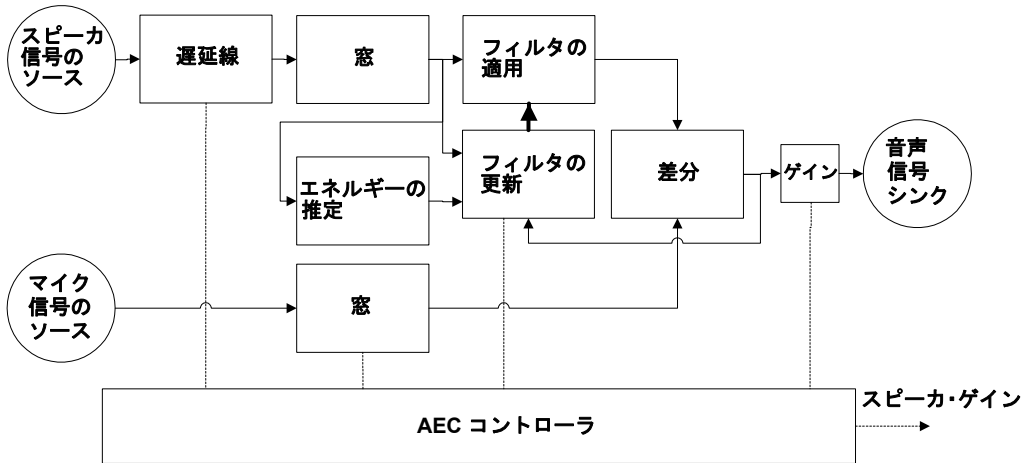 スピーカ
信号の
ソース
遅延線
窓
フィルタの
適用
エネルギーの
推定
フィルタの
更新
差分
ゲイン
音声
信号
シンク
マイク
信号の
ソース
窓
AEC コントローラ
スピーカ・ゲイン